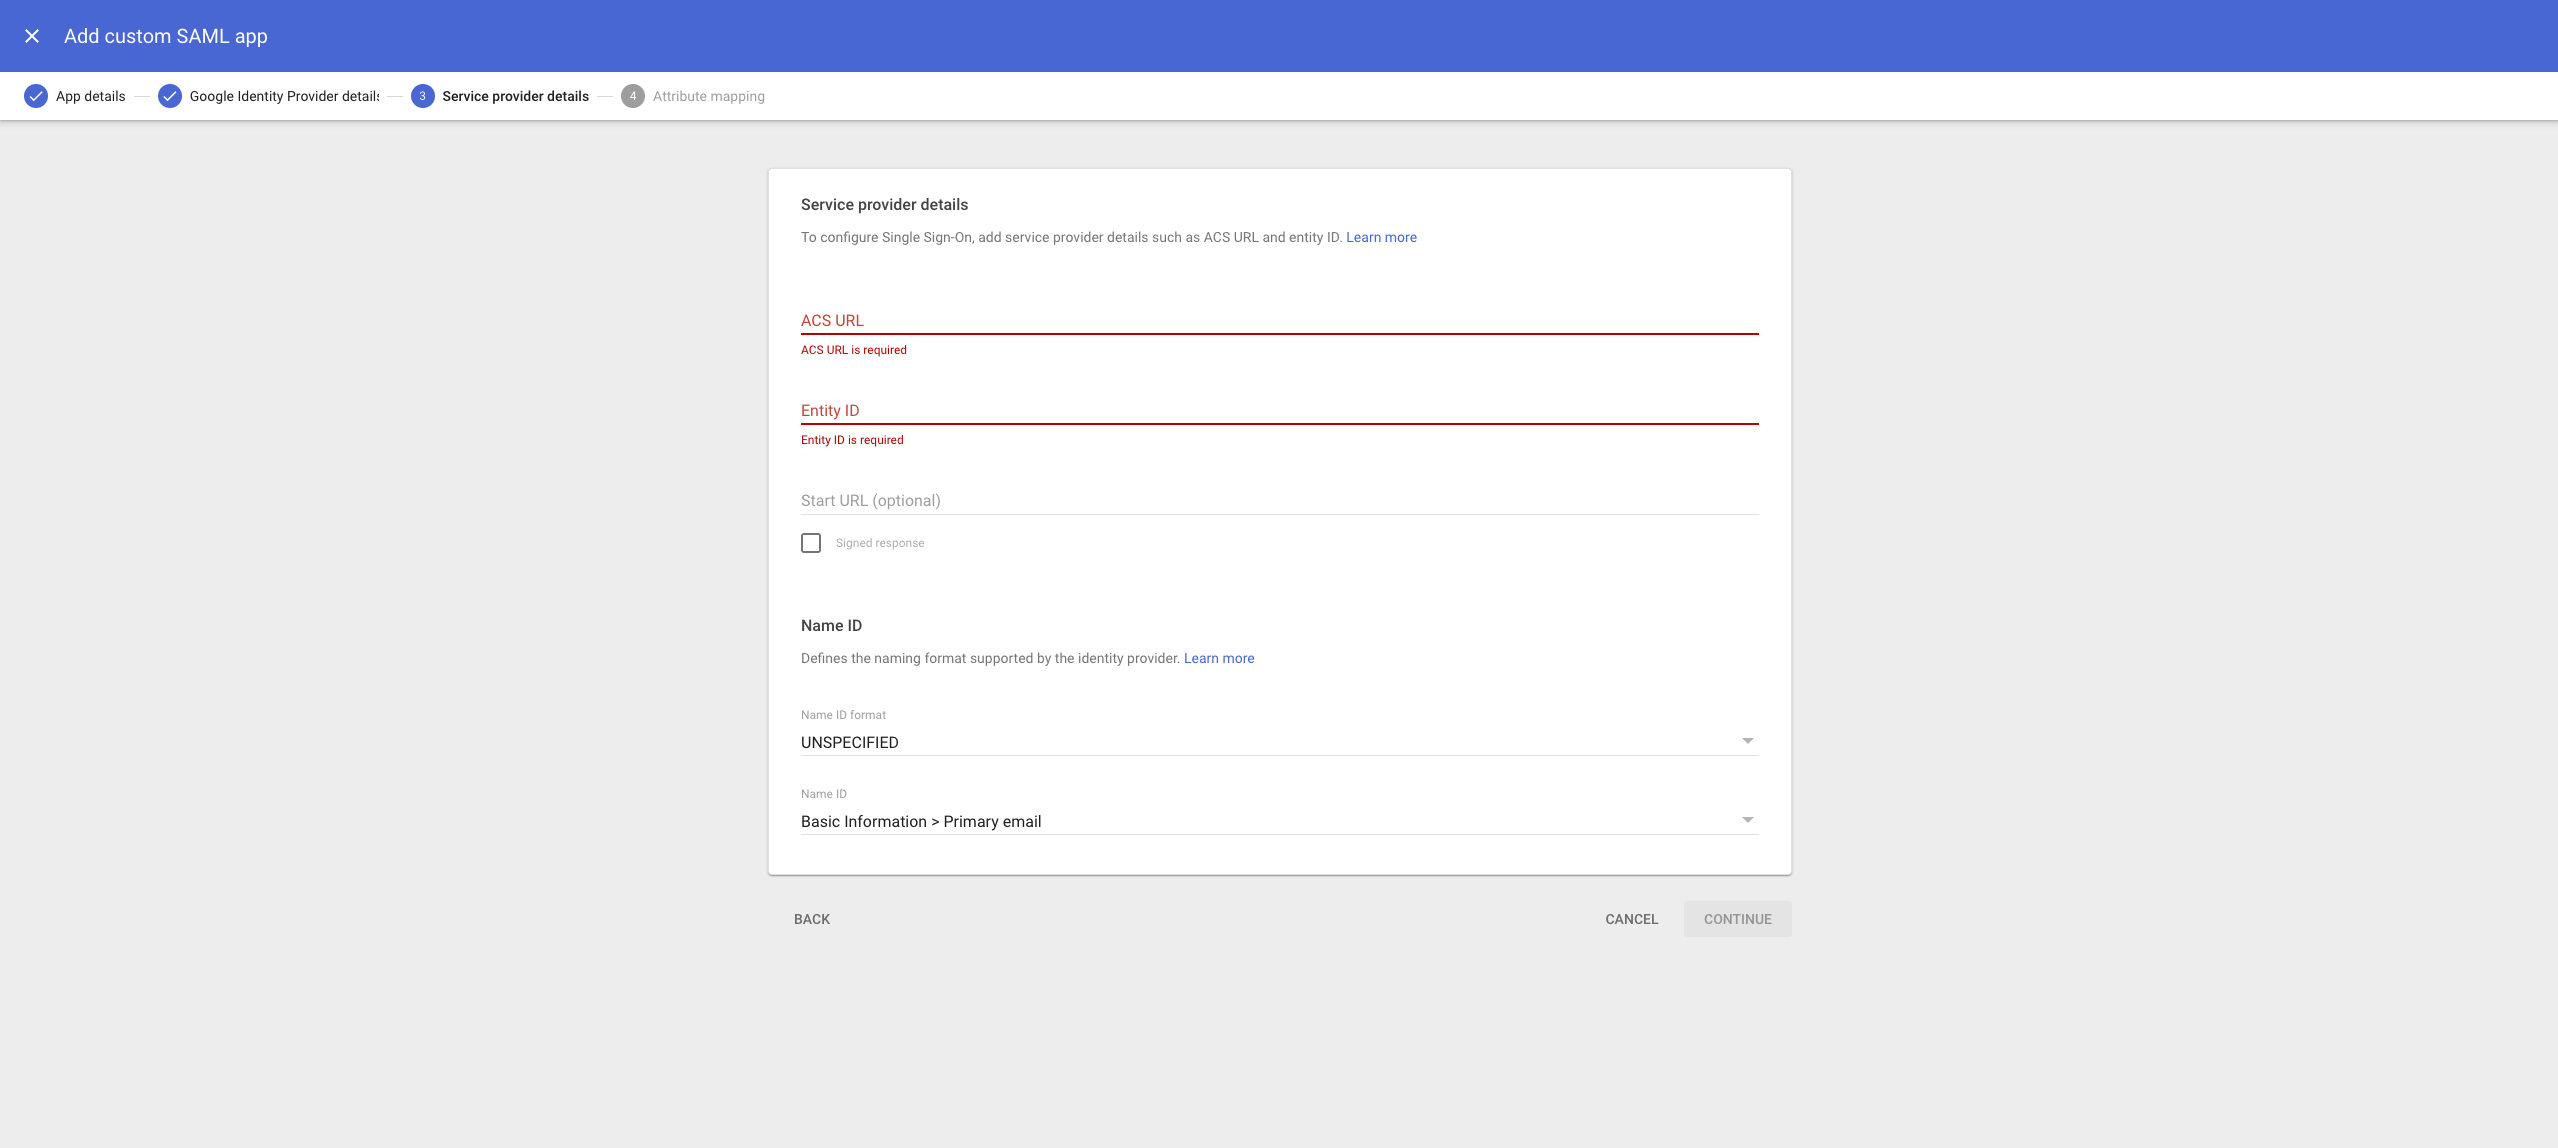 Add custom SAML app
App details
Google Identity Provider details
3
Service provider details
4
Attribute mapping
Service provider details
To configure Single Sign-On, add service provider details such as ACS URL and entity ID. Learn more
ACS URL
ACS URL is required
Entity ID
Entity ID is required
Start URL (optional)
Signed response
Name ID
Defines the naming format supported by the identity provider. Learn more
Name ID format
UNSPECIFIED
Name ID
Basic Information > Primary email
BACK
CANCEL
CONTINUE